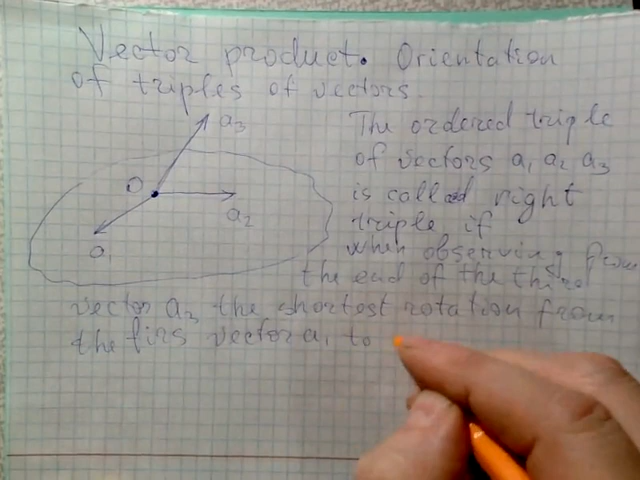 Vector product. Orientation
of triples of vectors.
The ordered triple
of vectors a1 a2 a3
is called right
triple if
when observing from
the end of the third
vector a3 the shortest rotation from
the firs vector a1 to
a3
O
a2
a1